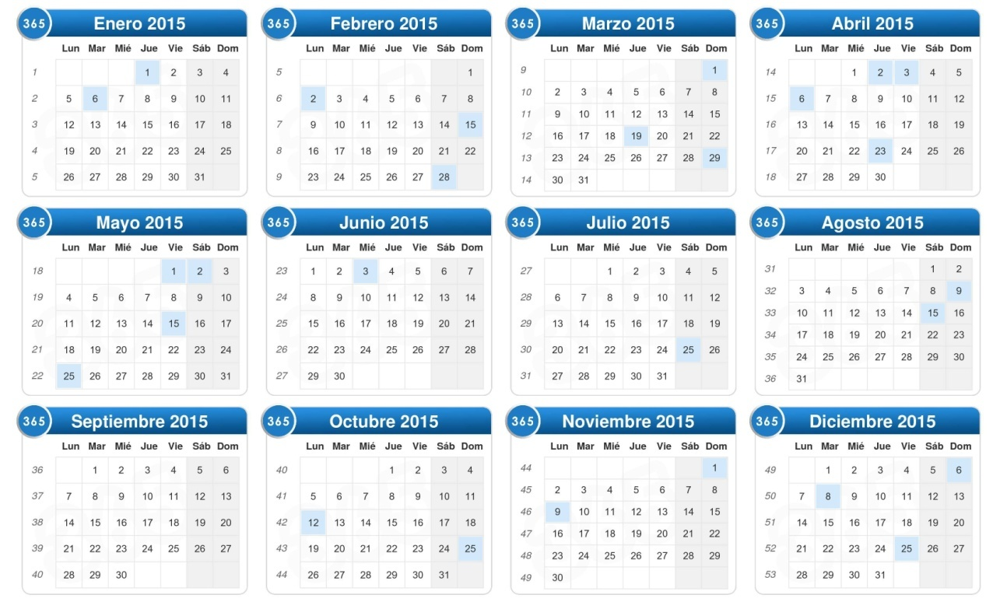 365 Enero 2015
Lun Mar Mié Jue Vie Sáb Dom
1 1 2 3 4
2 5 6 7 8 9 10 11
3 12 13 14 15 16 17 18
4 19 20 21 22 23 24 25
5 26 27 28 29 30 31
365 Febrero 2015
Lun Mar Mié Jue Vie Sáb Dom
5 1
6 2 3 4 5 6 7 8
7 9 10 11 12 13 14 15
8 16 17 18 19 20 21 22
9 23 24 25 26 27 28
365 Marzo 2015
Lun Mar Mié Jue Vie Sáb Dom
9 1
10 2 3 4 5 6 7 8
11 9 10 11 12 13 14 15
12 16 17 18 19 20 21 22
13 23 24 25 26 27 28 29
14 30 31
365 Abril 2015
Lun Mar Mié Jue Vie Sáb Dom
14 1 2 3 4 5
15 6 7 8 9 10 11 12
16 13 14 15 16 17 18 19
17 20 21 22 23 24 25 26
18 27 28 29 30
365 Mayo 2015
Lun Mar Mié Jue Vie Sáb Dom
18 1 2 3
19 4 5 6 7 8 9 10
20 11 12 13 14 15 16 17
21 18 19 20 21 22 23 24
22 25 26 27 28 29 30 31
365 Junio 2015
Lun Mar Mié Jue Vie Sáb Dom
23 1 2 3 4 5 6 7
24 8 9 10 11 12 13 14
25 15 16 17 18 19 20 21
26 22 23 24 25 26 27 28
27 29 30
365 Julio 2015
Lun Mar Mié Jue Vie Sáb Dom
27 1 2 3 4 5
28 6 7 8 9 10 11 12
29 13 14 15 16 17 18 19
30 20 21 22 23 24 25 26
31 27 28 29 30 31
365 Agosto 2015
Lun Mar Mié Jue Vie Sáb Dom
31 1 2
32 3 4 5 6 7 8 9
33 10 11 12 13 14 15 16
34 17 18 19 20 21 22 23
35 24 25 26 27 28 29 30
36 31
365 Septiembre 2015
Lun Mar Mié Jue Vie Sáb Dom
36 1 2 3 4 5 6
37 7 8 9 10 11 12 13
38 14 15 16 17 18 19 20
39 21 22 23 24 25 26 27
40 28 29 30
365 Octubre 2015
Lun Mar Mié Jue Vie Sáb Dom
40 1 2 3 4
41 5 6 7 8 9 10 11
42 12 13 14 15 16 17 18
43 19 20 21 22 23 24 25
44 26 27 28 29 30 31
365 Noviembre 2015
Lun Mar Mié Jue Vie Sáb Dom
44 1
45 2 3 4 5 6 7 8
46 9 10 11 12 13 14 15
47 16 17 18 19 20 21 22
48 23 24 25 26 27 28 29
49 30
365 Diciembre 2015
Lun Mar Mié Jue Vie Sáb Dom
49 1 2 3 4 5 6
50 7 8 9 10 11 12 13
51 14 15 16 17 18 19 20
52 21 22 23 24 25 26 27
53 28 29 30 31